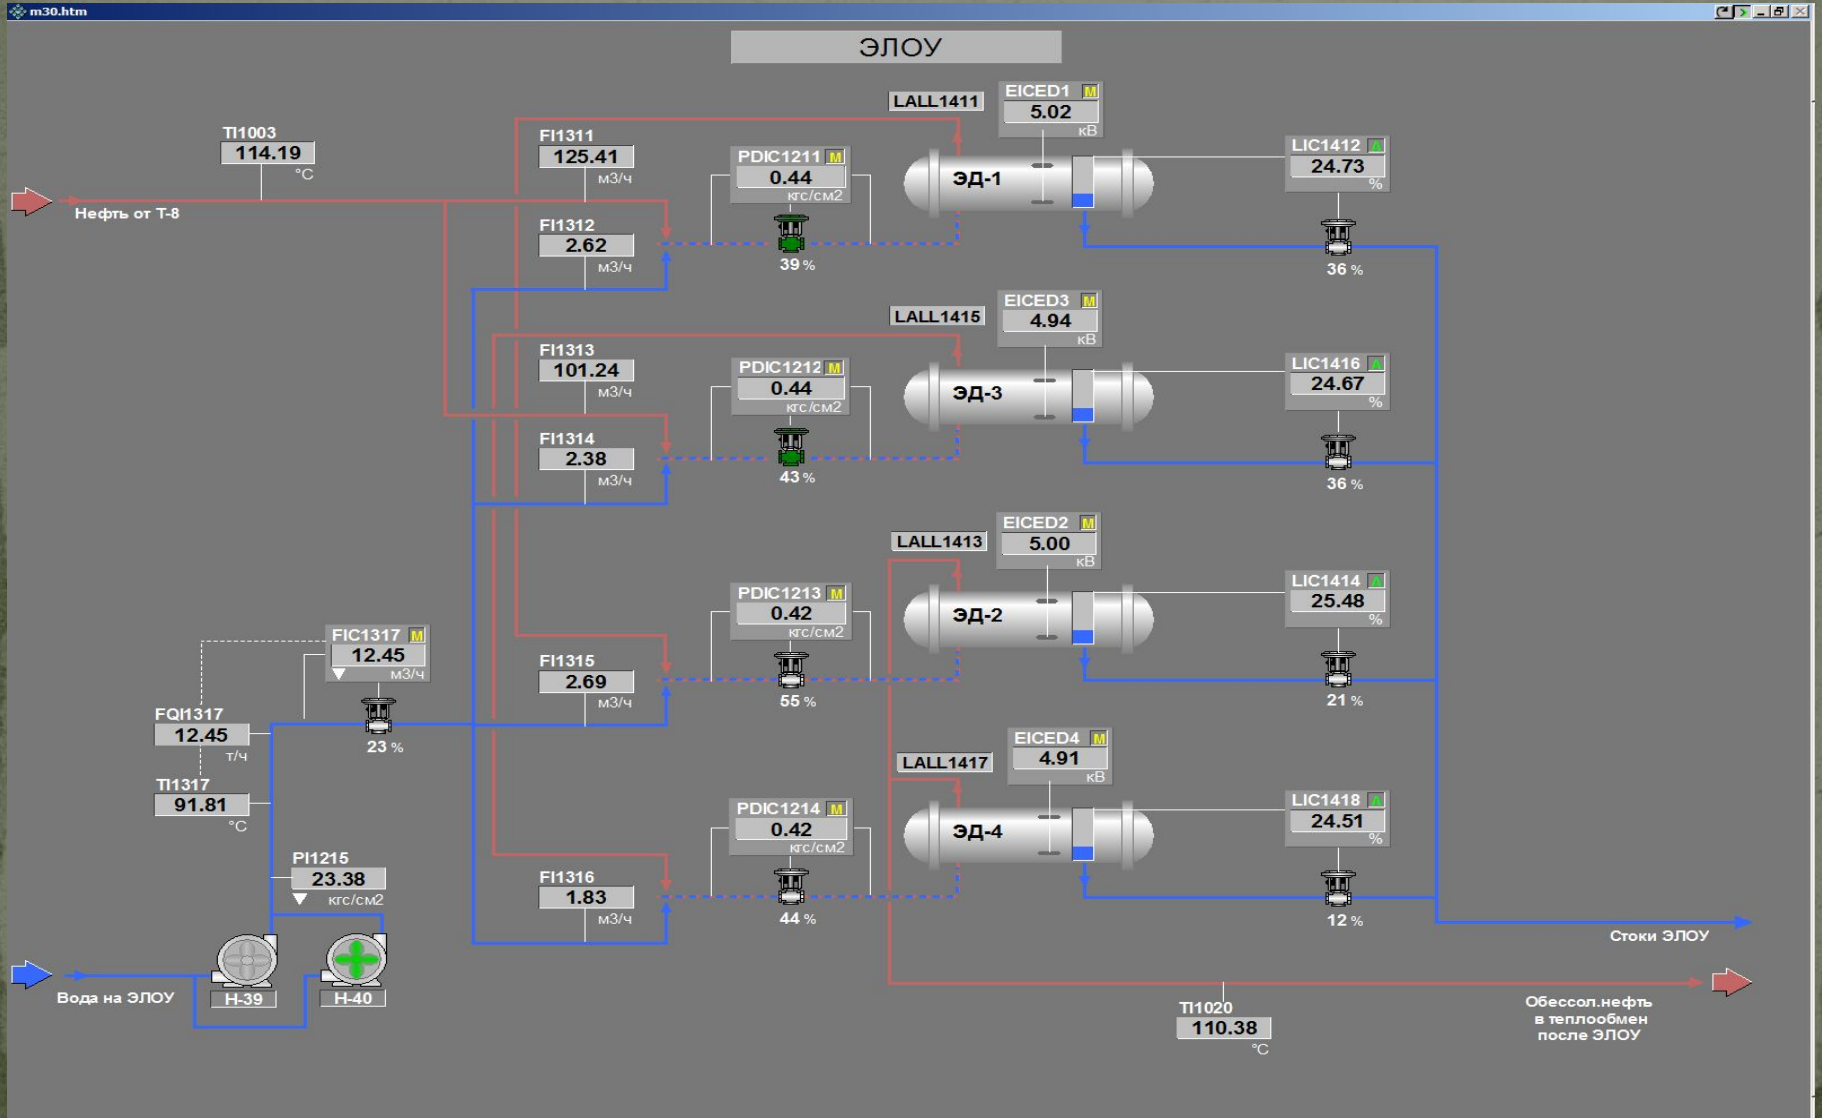 m30.htm
ЭЛОУ
LALL1411
EICED1 M
5.02
кВ
TI1003
114.19
°C
FI1311
125.41
м3/ч
PDIC1211 M
0.44
кгс/см2
39 %
ЭД-1
LIC1412 A
24.73
%
36 %
Нефть от Т-8
FI1312
2.62
м3/ч
LALL1415
EICED3 M
4.94
кВ
FI1313
101.24
м3/ч
PDIC1212 M
0.44
кгс/см2
43 %
ЭД-3
LIC1416 A
24.67
%
36 %
FI1314
2.38
м3/ч
LALL1413
EICED2 M
5.00
кВ
PDIC1213 M
0.42
кгс/см2
55 %
ЭД-2
LIC1414 A
25.48
%
21 %
FIC1317 M
12.45
м3/ч
23 %
FI1315
2.69
м3/ч
FQI1317
12.45
т/ч
TI1317
91.81
°C
LALL1417
EICED4 M
4.91
кВ
PDIC1214 M
0.42
кгс/см2
44 %
ЭД-4
LIC1418 A
24.51
%
12 %
PI1215
23.38
кгс/см2
FI1316
1.83
м3/ч
Стоки ЭЛОУ
Вода на ЭЛОУ
Н-39
Н-40
TI1020
110.38
°C
Обессол.нефть
в теплообмен
после ЭЛОУ